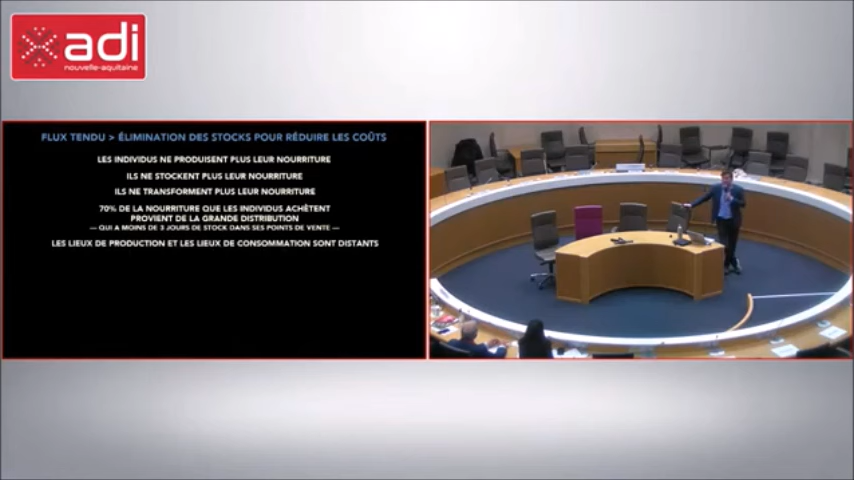 adi
nouvelle-aquitaine
FLUX TENDU > ÉLIMINATION DES STOCKS POUR RÉDUIRE LES COÛTS
LES INDIVIDUS NE PRODUISENT PLUS LEUR NOURRITURE
ILS NE STOCKENT PLUS LEUR NOURRITURE
ILS NE TRANSFORMENT PLUS LEUR NOURRITURE
70% DE LA NOURRITURE QUE LES INDIVIDUS ACHÈTENT
PROVIENT DE LA GRANDE DISTRIBUTION
— QUI A MOINS DE 3 JOURS DE STOCK DANS SES POINTS DE VENTE —
LES LIEUX DE PRODUCTION ET LES LIEUX DE CONSOMMATION SONT DISTANTS